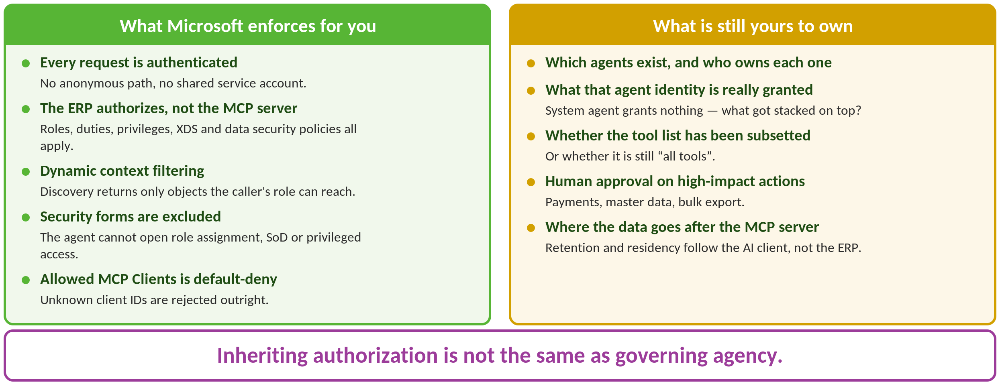 What Microsoft enforces for you
Every request is authenticated
No anonymous path, no shared service account.
The ERP authorizes, not the MCP server
Roles, duties, privileges, XDS and data security policies all
apply.
Dynamic context filtering
Discovery returns only objects the caller's role can reach.
Security forms are excluded
The agent cannot open role assignment, SoD or privileged
access.
Allowed MCP Clients is default-deny
Unknown client IDs are rejected outright.
What is still yours to own
Which agents exist, and who owns each one
What that agent identity is really granted
System agent grants nothing — what got stacked on top?
Whether the tool list has been subsetted
Or whether it is still “all tools”.
Human approval on high-impact actions
Payments, master data, bulk export.
Where the data goes after the MCP server
Retention and residency follow the AI client, not the ERP.
Inheriting authorization is not the same as governing agency.